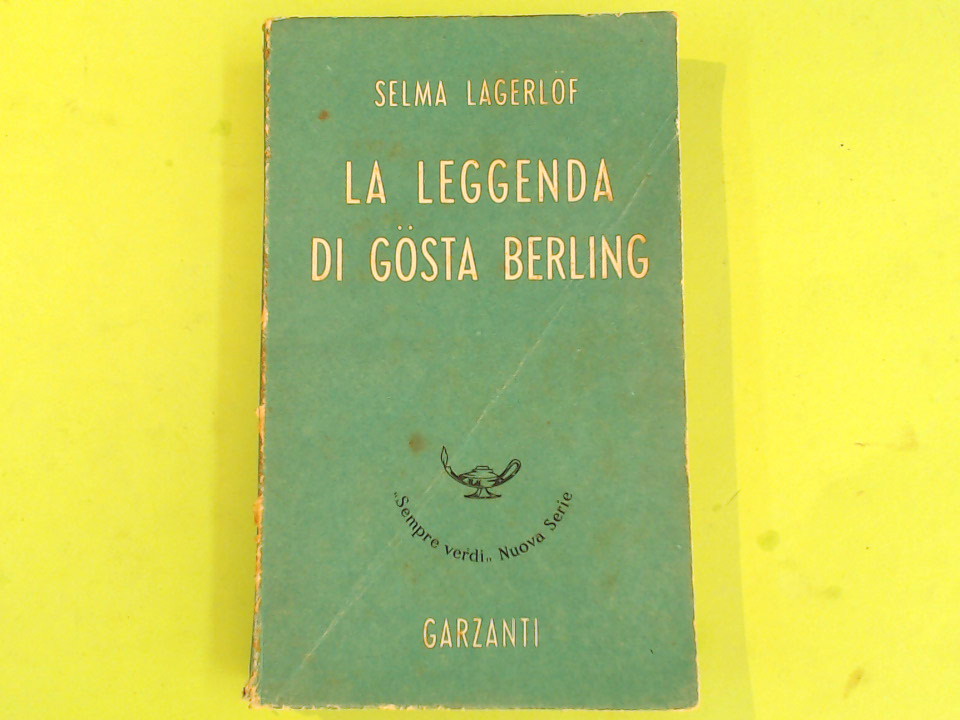 SELMA LAGERLÖF
LA LEGGENDA
DI GÖSTA BERLING
„Sempre verdi„ Nuova Serie
GARZANTI